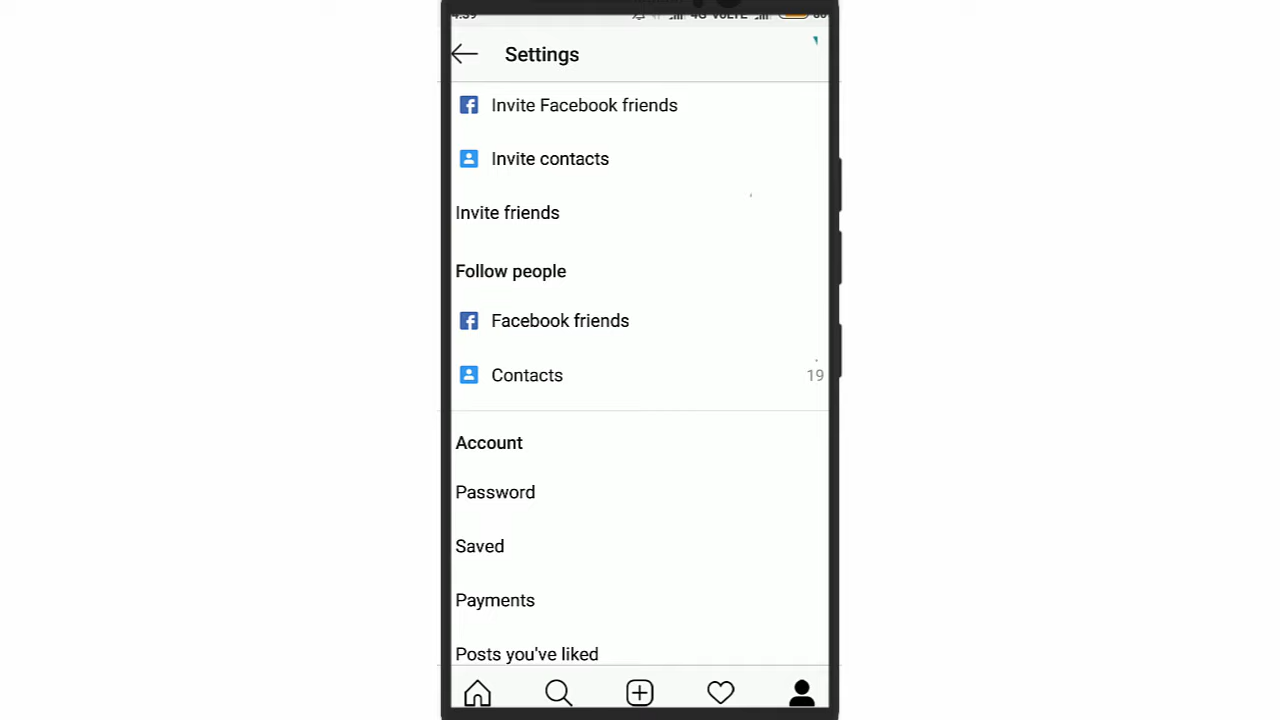 Settings
Invite Facebook friends
Invite contacts
Invite friends
Follow people
Facebook friends
Contacts 19
Account
Password
Saved
Payments
Posts you've liked